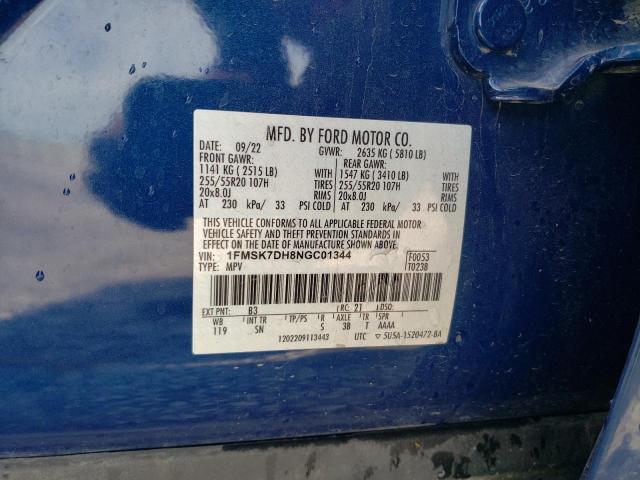 MFD. BY FORD MOTOR CO.
DATE: 09/22 GVWR: 2635 KG ( 5810 LB)
FRONT GAWR: REAR GAWR:
1141 KG ( 2515 LB) WITH 1547 KG ( 3410 LB) WITH
255/55R20 107H TIRES 255/55R20 107H TIRES
20x8.0J RIMS 20x8.0J RIMS
AT 230 kPa/ 33 PSI COLD AT 230 kPa/ 33 PSI COLD
THIS VEHICLE CONFORMS TO ALL APPLICABLE FEDERAL MOTOR
VEHICLE SAFETY AND THEFT PREVENTION STANDARDS IN
EFFECT ON THE DATE OF MANUFACTURE SHOWN ABOVE.
VIN: 1FMSK7DH8NGC01344 F0053
TYPE: MPV T0238
EXT PNT: B3 RC: 21 DSO:
WB INT TR TP/PS R AXLE TR SPR
119 SN S 3B T AAAA
1202209113443 UTC 5U5A-1520472-BA